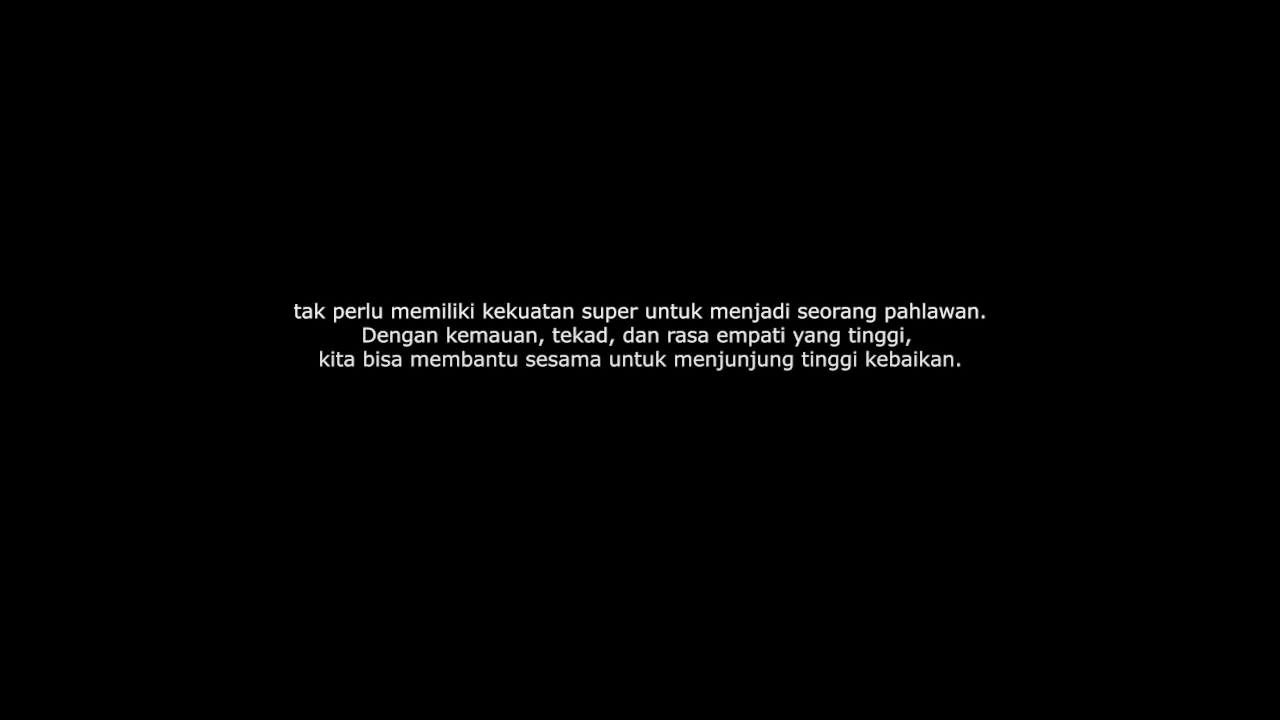 tak perlu memiliki kekuatan super untuk menjadi seorang pahlawan.
Dengan kemauan, tekad, dan rasa empati yang tinggi,
kita bisa membantu sesama untuk menjunjung tinggi kebaikan.